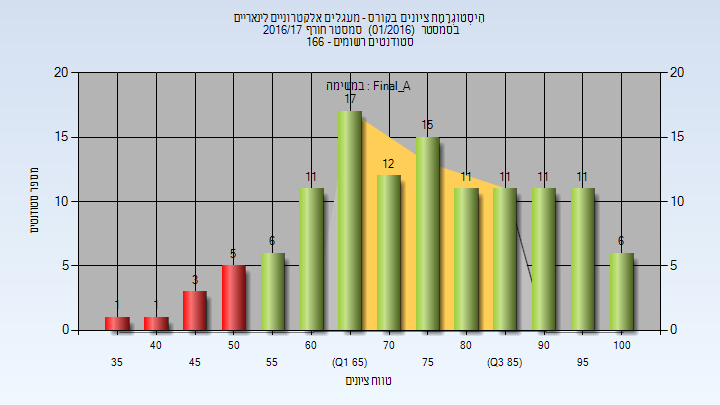 היסטוגרמת ציונים בקורס - מעגלים אלקטרוניים לינאריים
בסמסטר (01/2016) סמסטר חורף 2016/17
סטודנטים רשומים - 166
במשימה : Final_A
20 20
15 15
10 10
5 5
0 0
מספר סטודנטים
1 1 3 5 6 11 17 12 15 11 11 11 11 6
40 50 60 70 80 90 100
35 45 55 (Q1 65) 75 (Q3 85) 95
טווח ציונים